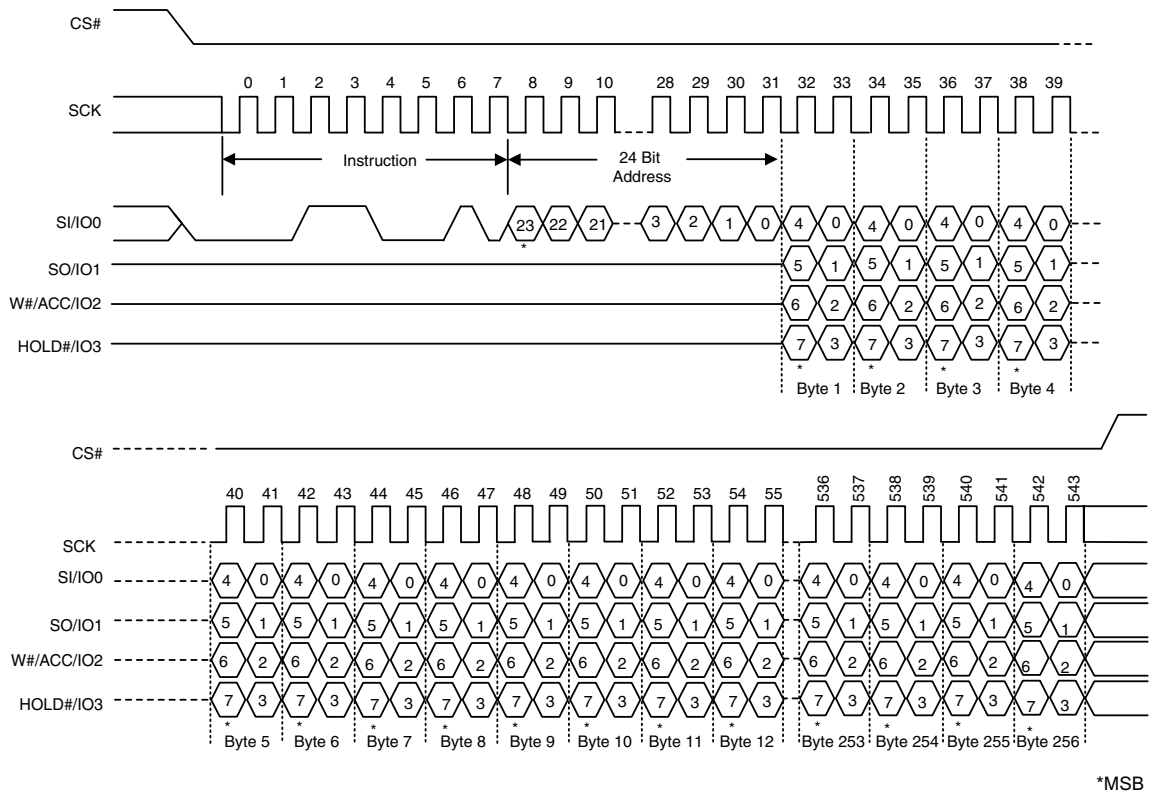 CS#
0 1 2 3 4 5 6 7 8 9 10 28 29 30 31 32 33 34 35 36 37 38 39
SCK
Instruction
24 Bit
Address
SI/IO0 23 22 21 3 2 1 0 4 0 4 0 4 0 4 0
*
SO/IO1 5 1 5 1 5 1 5 1
W#/ACC/IO2 6 2 6 2 6 2 6 2
HOLD#/IO3 7 3 7 3 7 3 7 3
* * * *
Byte 1 Byte 2 Byte 3 Byte 4
CS#
40 41 42 43 44 45 46 47 48 49 50 51 52 53 54 55 536 537 538 539 540 541 542 543
SCK
SI/IO0 4 0 4 0 4 0 4 0 4 0 4 0 4 0 4 0 4 0 4 0 4 0 4 0
SO/IO1 5 1 5 1 5 1 5 1 5 1 5 1 5 1 5 1 5 1 5 1 5 1 5 1
W#/ACC/IO2 6 2 6 2 6 2 6 2 6 2 6 2 6 2 6 2 6 2 6 2 6 2 6 2
HOLD#/IO3 7 3 7 3 7 3 7 3 7 3 7 3 7 3 7 3 7 3 7 3 7 3 7 3
* * * * * * * * * * * *
Byte 5 Byte 6 Byte 7 Byte 8 Byte 9 Byte 10 Byte 11 Byte 12 Byte 253 Byte 254 Byte 255 Byte 256
*MSB